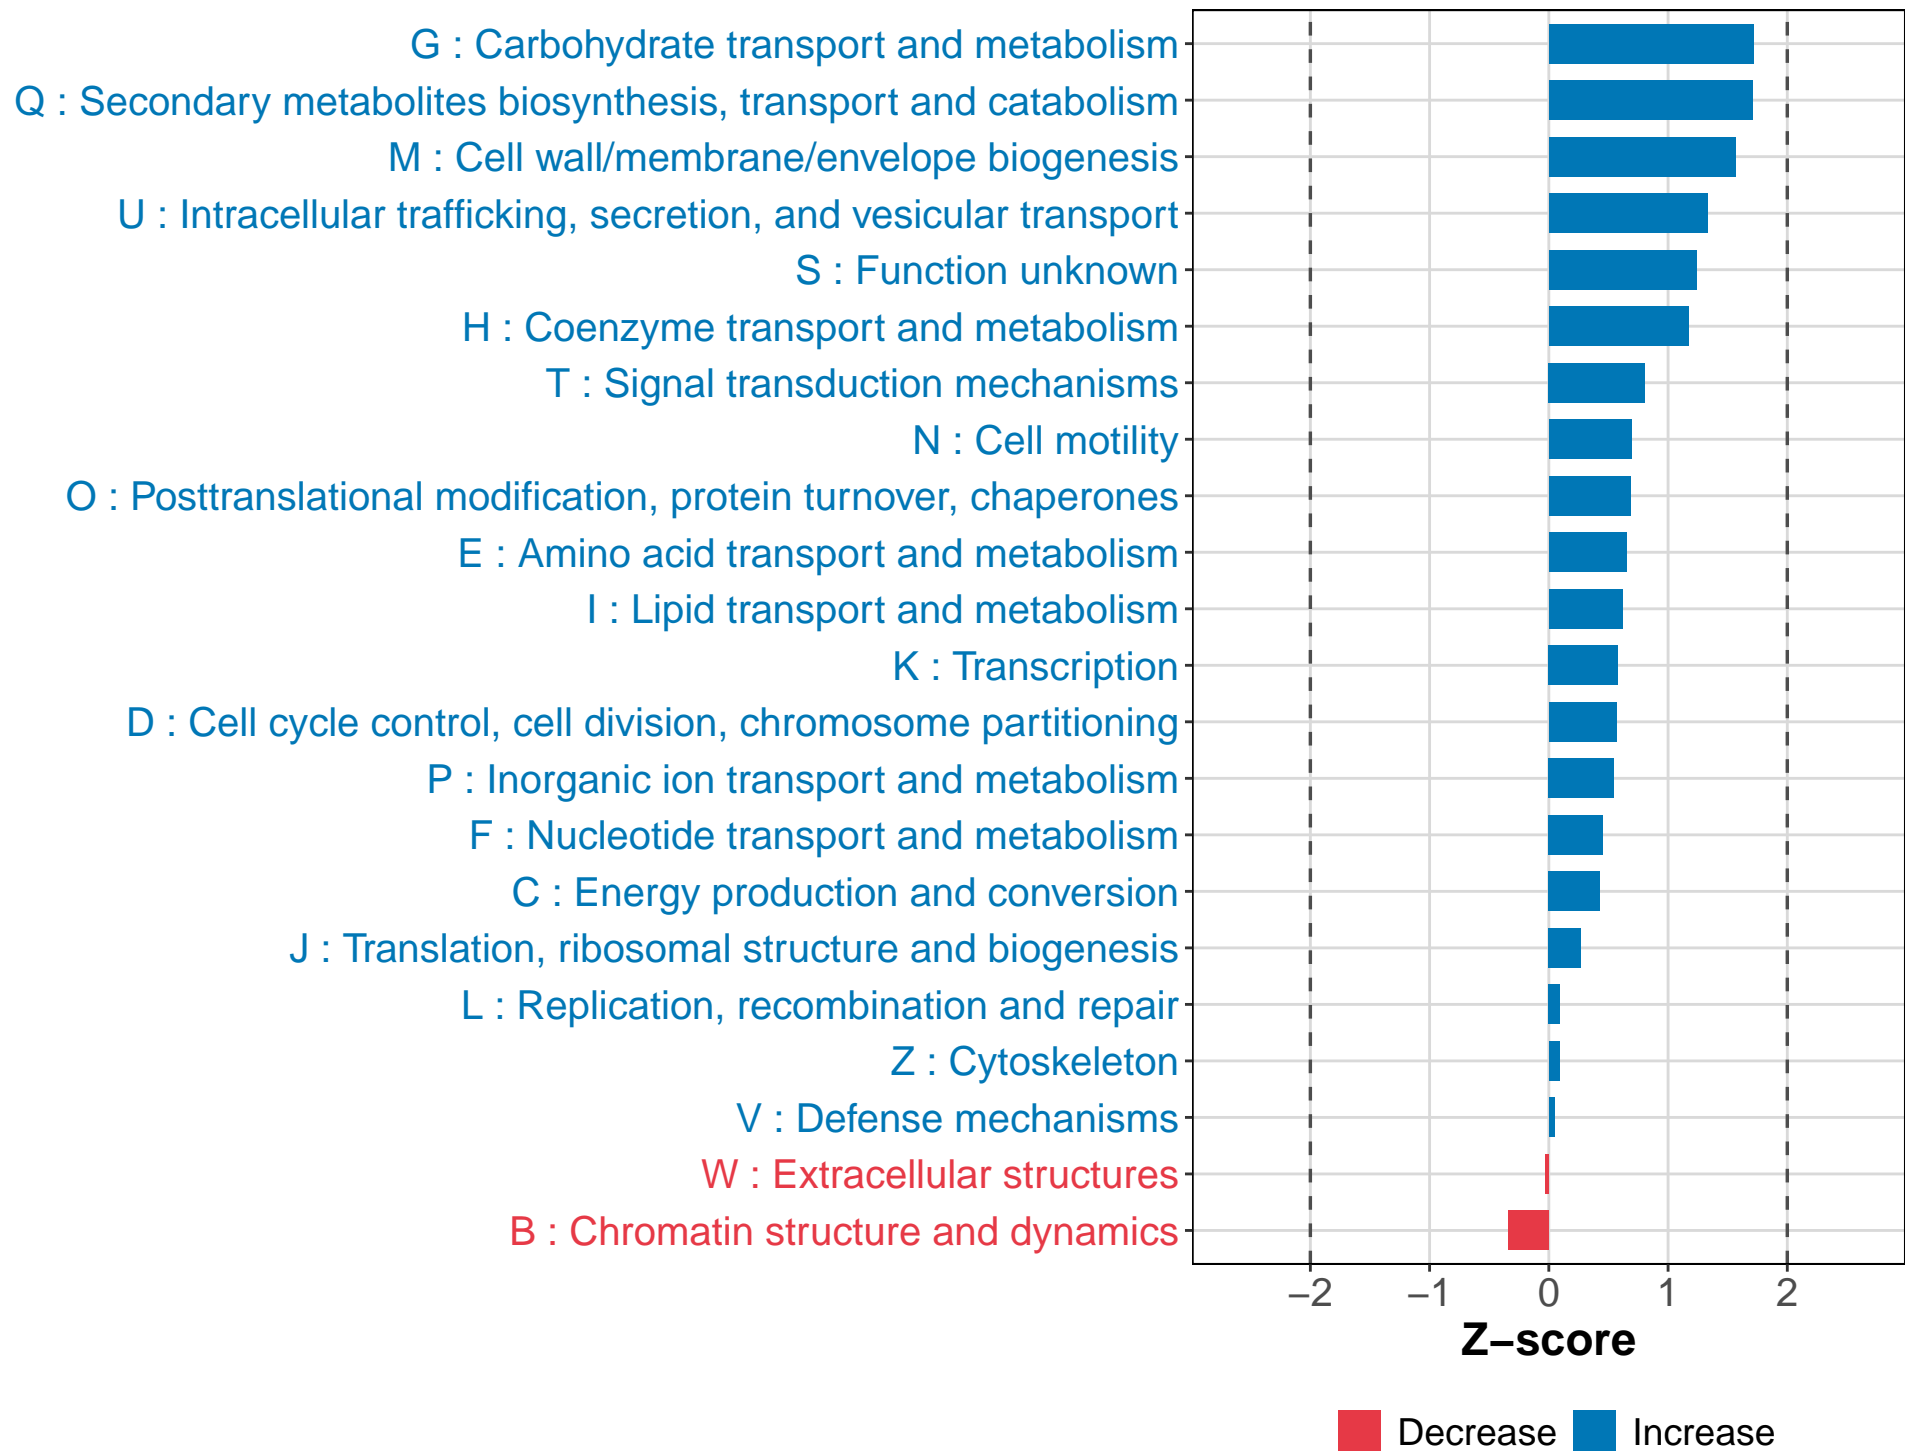 G : Carbohydrate transport and metabolism
Q : Secondary metabolites biosynthesis, transport and catabolism
M : Cell wall/membrane/envelope biogenesis
U : Intracellular trafficking, secretion, and vesicular transport
S : Function unknown
H : Coenzyme transport and metabolism
T : Signal transduction mechanisms
N : Cell motility
O : Posttranslational modification, protein turnover, chaperones
E : Amino acid transport and metabolism
I : Lipid transport and metabolism
K : Transcription
D : Cell cycle control, cell division, chromosome partitioning
P : Inorganic ion transport and metabolism
F : Nucleotide transport and metabolism
C : Energy production and conversion
J : Translation, ribosomal structure and biogenesis
L : Replication, recombination and repair
Z : Cytoskeleton
V : Defense mechanisms
W : Extracellular structures
B : Chromatin structure and dynamics
−2 −1 0 1 2
Z−score
Decrease Increase